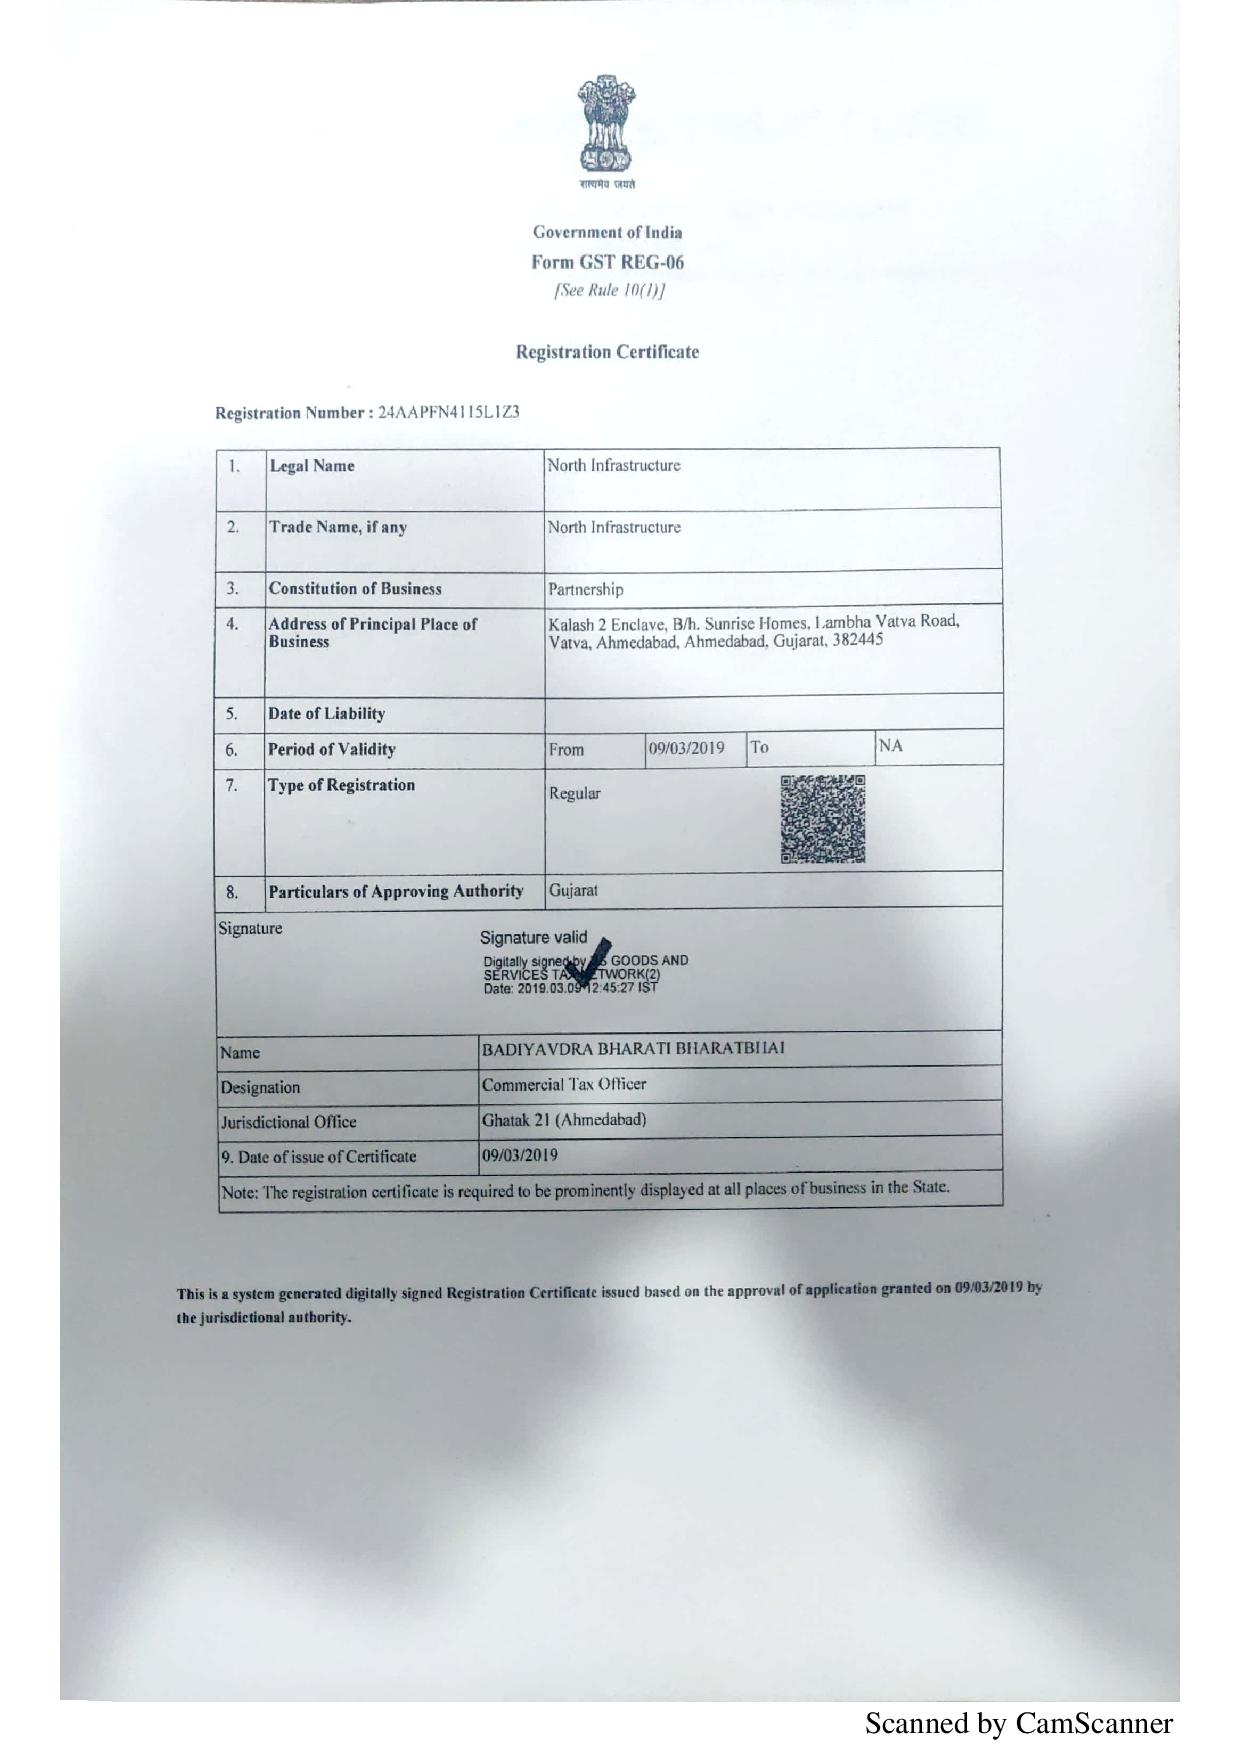 सत्यमेव जयते
Government of India
Form GST REG-06
[See Rule 10(1)]
Registration Certificate
Registration Number : 24AAPFN4115L1Z3
1. Legal Name North Infrastructure
2. Trade Name, if any North Infrastructure
3. Constitution of Business Partnership
4. Address of Principal Place of Kalash 2 Enclave, B/h. Sunrise Homes, Lambha Vatva Road,
Business Vatva, Ahmedabad, Ahmedabad, Gujarat, 382445
5. Date of Liability
6. Period of Validity From 09/03/2019 To NA
7. Type of Registration Regular
8. Particulars of Approving Authority Gujarat
Signature
Signature valid
Digitally signed by GOODS AND
SERVICES
Date: 2019.03.09 12:45:27 IST
Name BADIYAVDRA BHARATI BHARATBHAI
Designation Commercial Tax Officer
Jurisdictional Office Ghatak 21 (Ahmedabad)
9. Date of issue of Certificate 09/03/2019
Note: The registration certificate is required to be prominently displayed at all places of business in the State.
This is a system generated digitally signed Registration Certificate issued based on the approval of application granted on 09/03/2019 by
the jurisdictional authority.
Scanned by CamScanner